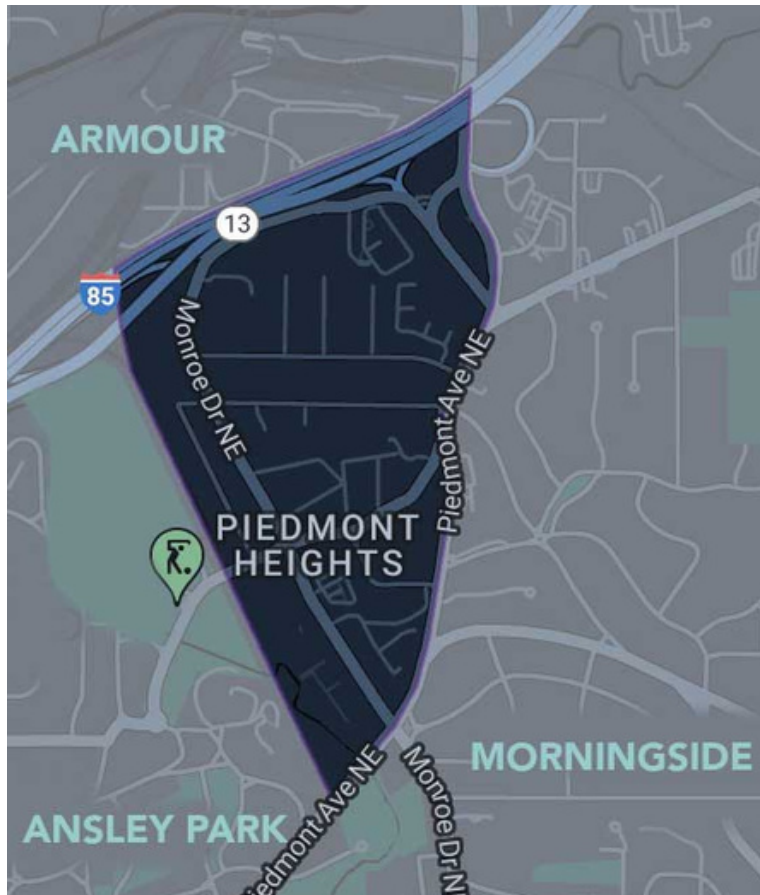 ARMOUR
13
85
Monroe Dr NE
Piedmont Ave NE
PIEDMONT
HEIGHTS
MORNINGSIDE
ANSLEY PARK
Piedmont Ave NE
Monroe Dr N